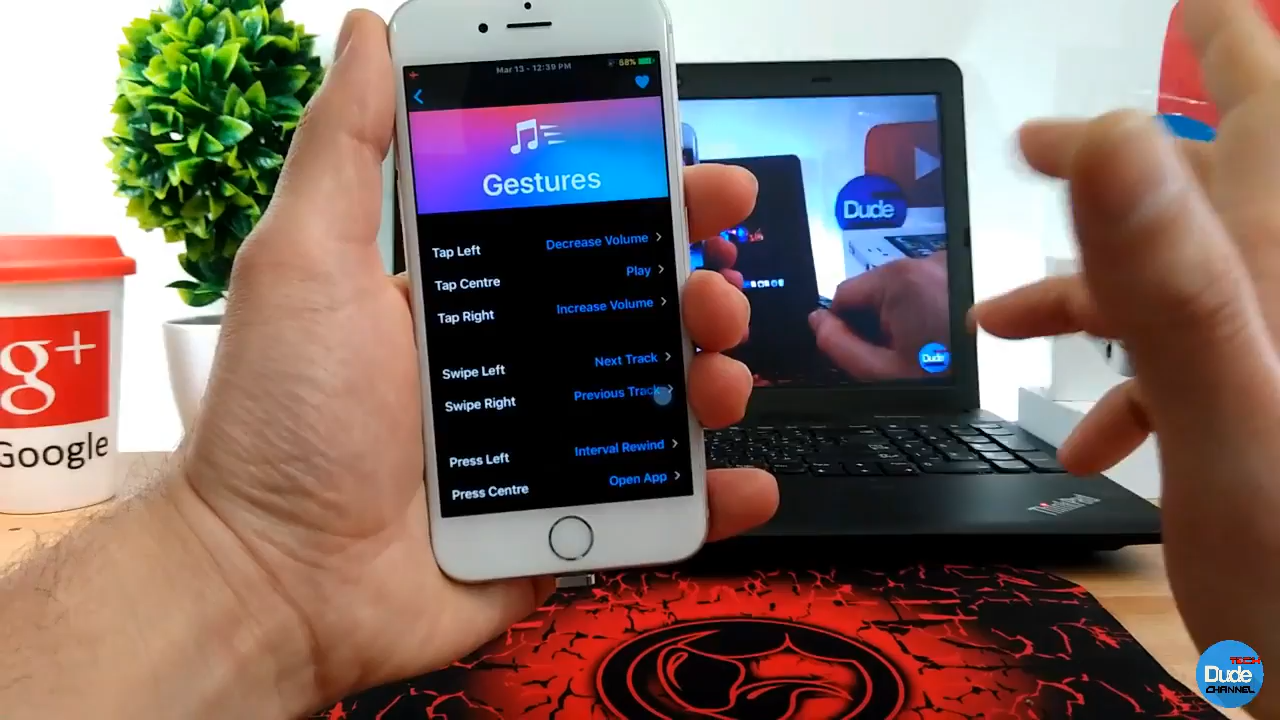 Mar 13 - 12:39 PM
68%
Gestures
Tap Left Decrease Volume
Tap Centre Play
Tap Right Increase Volume
Swipe Left Next Track
Swipe Right Previous Track
Press Left Interval Rewind
Press Centre Open App
g+
Google
Dude
Dude
ThinkPad
TECH
Dude
CHANNEL